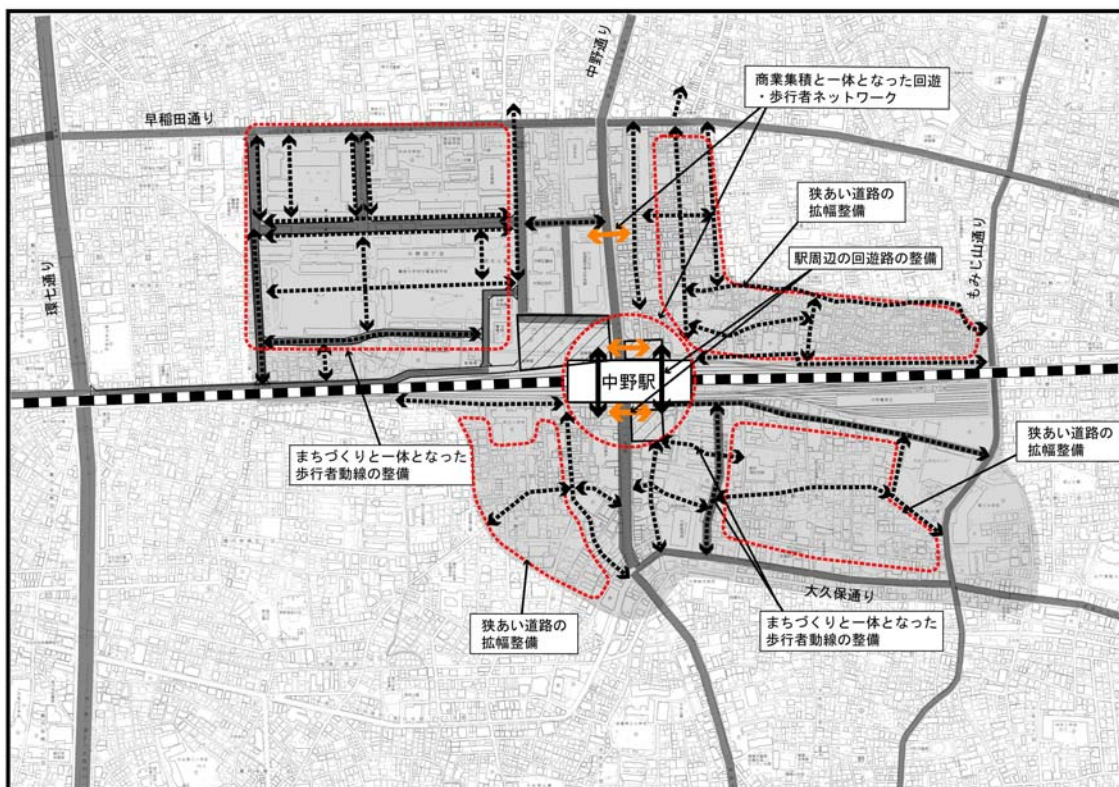 中野通り
商業集積と一体となった回遊
・歩行者ネットワーク
早稲田通り
狭あい道路の
拡幅整備
駅周辺の回遊路の整備
もみじ山通り
環七通り
中野駅
まちづくりと一体となった
歩行者動線の整備
狭あい道路の
拡幅整備
大久保通り
狭あい道路の
拡幅整備
まちづくりと一体となった
歩行者動線の整備